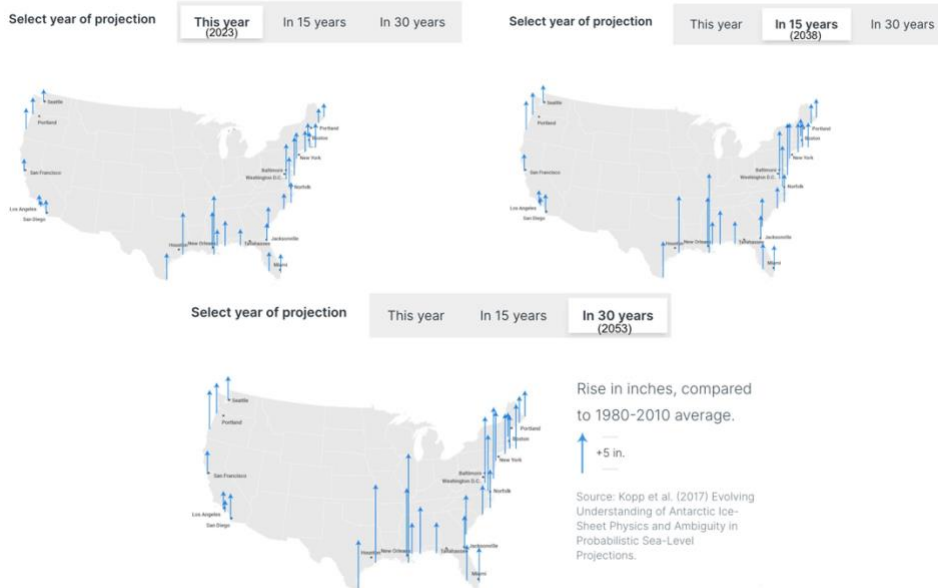 Select year of projection
This year
(2023)
In 15 years
In 30 years
Seattle
Portland
San Francisco
Los Angeles
San Diego
Houston
New Orleans
Tallahassee
Jacksonville
Miami
Portland
Boston
New York
Baltimore
Washington D.C.
Norfolk
Select year of projection
This year
In 15 years
(2038)
In 30 years
Seattle
Portland
San Francisco
Los Angeles
San Diego
Houston
New Orleans
Tallahassee
Jacksonville
Miami
Portland
Boston
New York
Baltimore
Washington D.C.
Norfolk
Select year of projection
This year
In 15 years
In 30 years
(2053)
Seattle
Portland
San Francisco
Los Angeles
San Diego
Houston
New Orleans
Tallahassee
Jacksonville
Miami
Portland
Boston
New York
Baltimore
Washington D.C.
Norfolk
Rise in inches, compared
to 1980-2010 average.
+5 in.
Source: Kopp et al. (2017) Evolving
Understanding of Antarctic Ice-
Sheet Physics and Ambiguity in
Probabilistic Sea-Level
Projections.